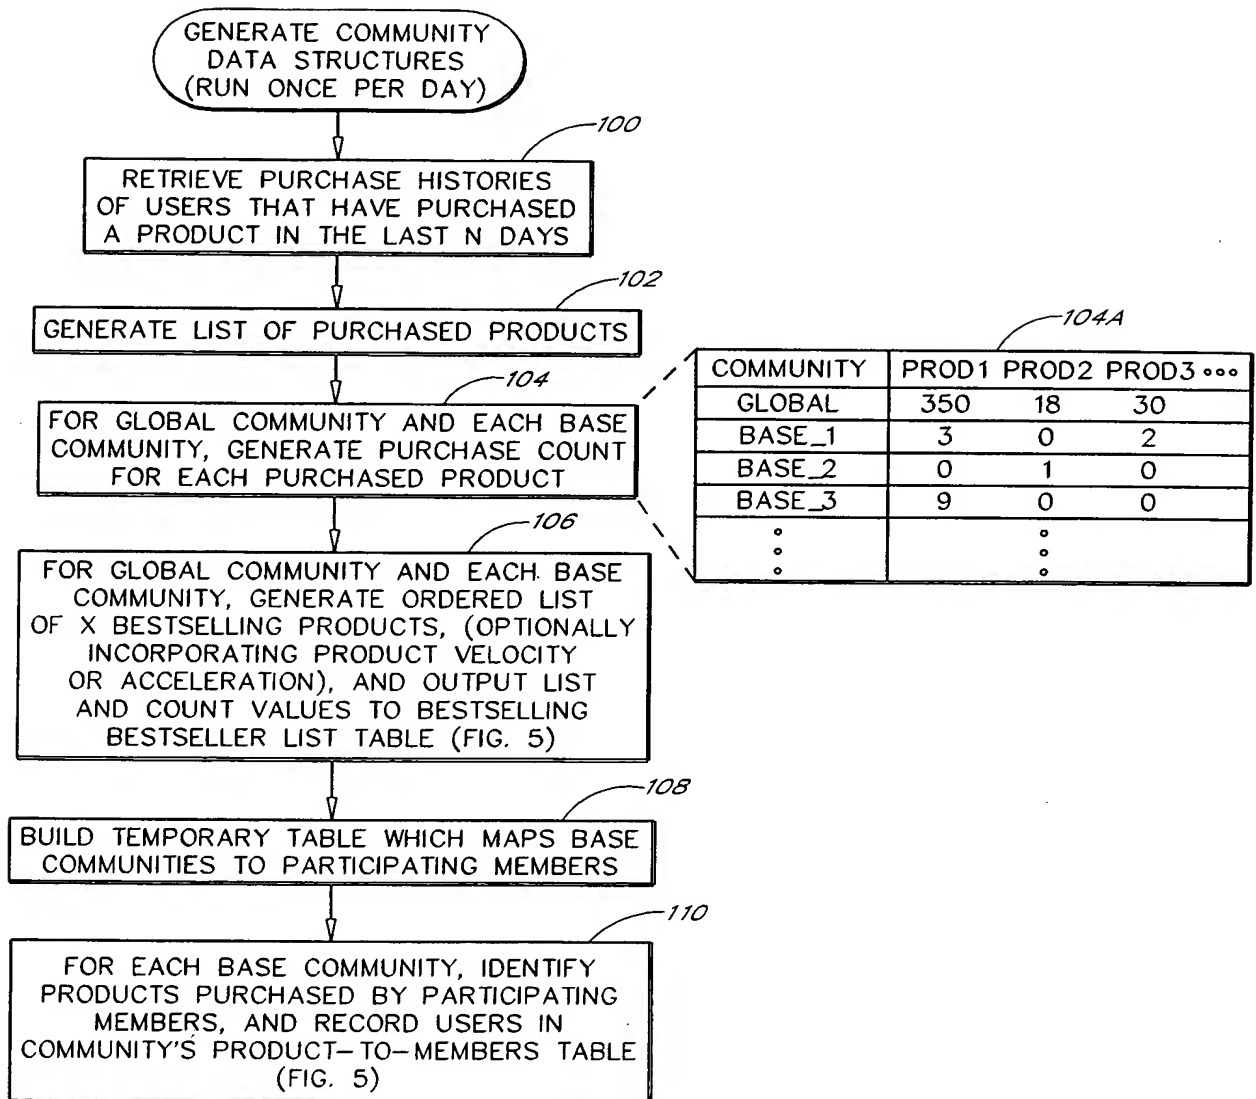 GENERATE COMMUNITY
DATA STRUCTURES
(RUN ONCE PER DAY)
100
RETRIEVE PURCHASE HISTORIES
OF USERS THAT HAVE PURCHASED
A PRODUCT IN THE LAST N DAYS
102
GENERATE LIST OF PURCHASED PRODUCTS
104
FOR GLOBAL COMMUNITY AND EACH BASE
COMMUNITY, GENERATE PURCHASE COUNT
FOR EACH PURCHASED PRODUCT
104A
COMMUNITY PROD1 PROD2 PROD3 °°°
GLOBAL 350 18 30
BASE_1 3 0 2
BASE_2 0 1 0
BASE_3 9 0 0
106
FOR GLOBAL COMMUNITY AND EACH BASE
COMMUNITY, GENERATE ORDERED LIST
OF X BESTSELLING PRODUCTS, (OPTIONALLY
INCORPORATING PRODUCT VELOCITY
OR ACCELERATION), AND OUTPUT LIST
AND COUNT VALUES TO BESTSELLING
BESTSELLER LIST TABLE (FIG. 5)
108
BUILD TEMPORARY TABLE WHICH MAPS BASE
COMMUNITIES TO PARTICIPATING MEMBERS
110
FOR EACH BASE COMMUNITY, IDENTIFY
PRODUCTS PURCHASED BY PARTICIPATING
MEMBERS, AND RECORD USERS IN
COMMUNITY'S PRODUCT-TO-MEMBERS TABLE
(FIG. 5)